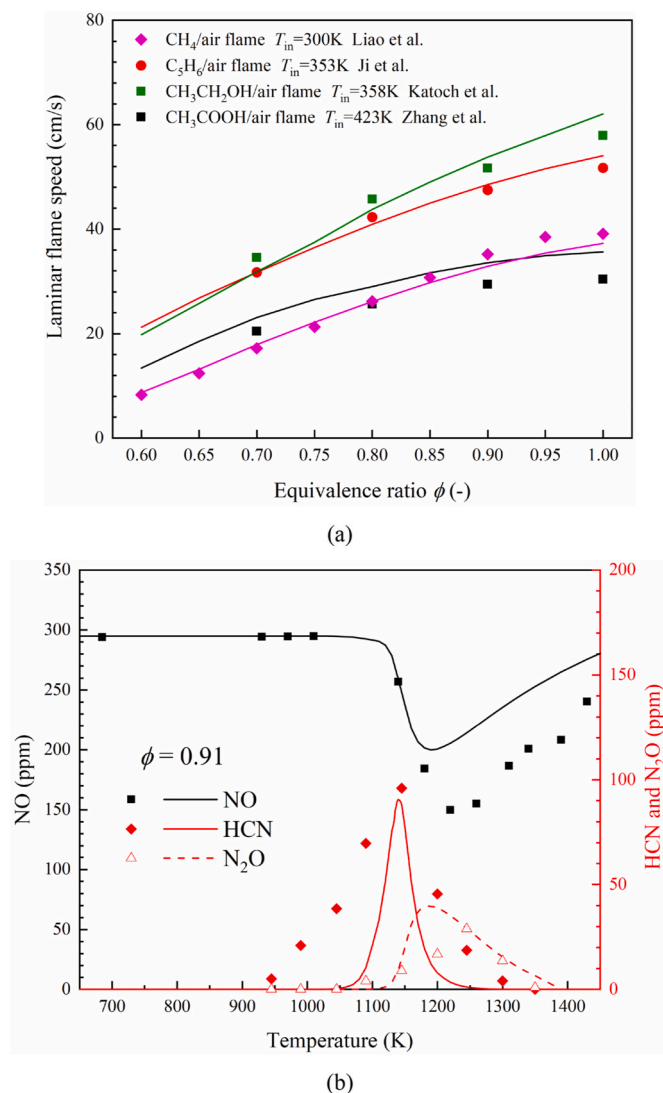 80
60
40
20
0
Laminar flame speed (cm/s)
CH₄/air flame T_in=300K Liao et al.
C₅H₆/air flame T_in=353K Ji et al.
CH₃CH₂OH/air flame T_in=358K Katoch et al.
CH₃COOH/air flame T_in=423K Zhang et al.
0.60 0.65 0.70 0.75 0.80 0.85 0.90 0.95 1.00
Equivalence ratio ϕ (-)
(a)
350
300
250
200
150
100
50
0
NO (ppm)
ϕ = 0.91
NO
HCN
N₂O
200
150
100
50
0
HCN and N₂O (ppm)
700 800 900 1000 1100 1200 1300 1400
Temperature (K)
(b)